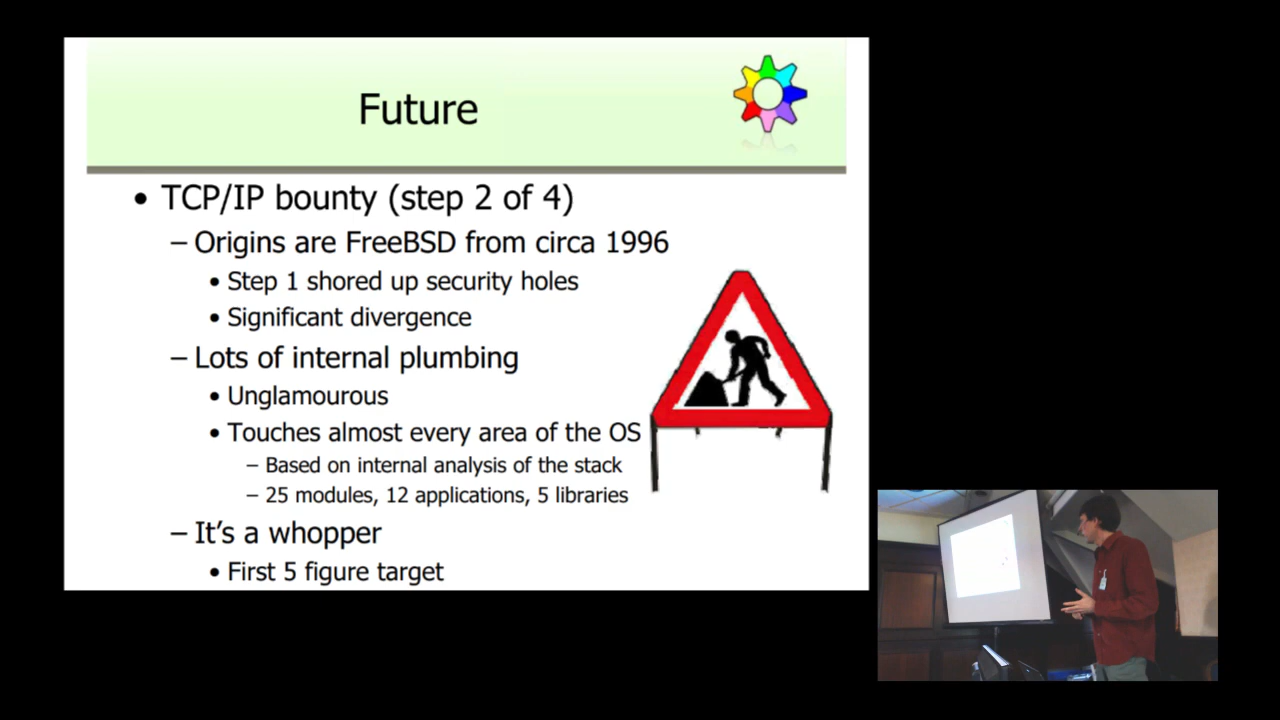 Future
• TCP/IP bounty (step 2 of 4)
– Origins are FreeBSD from circa 1996
• Step 1 shored up security holes
• Significant divergence
– Lots of internal plumbing
• Unglamourous
• Touches almost every area of the OS
– Based on internal analysis of the stack
– 25 modules, 12 applications, 5 libraries
– It's a whopper
• First 5 figure target